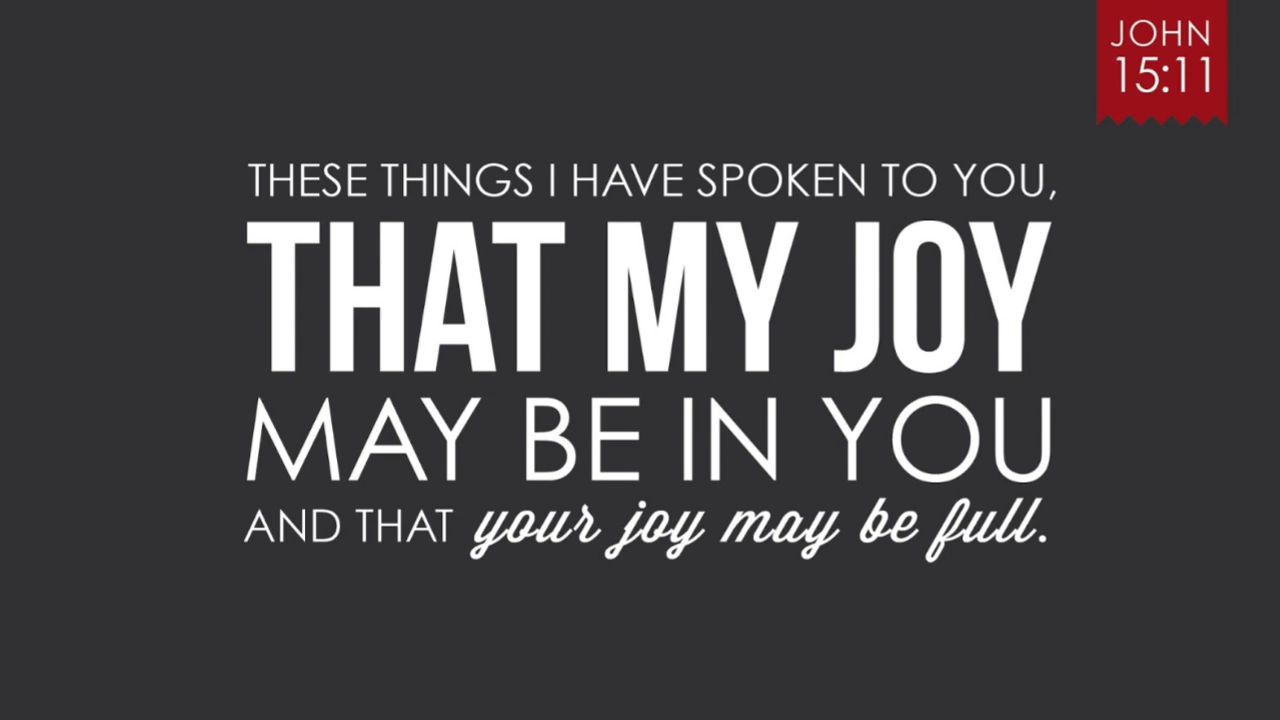 JOHN
15:11
THESE THINGS I HAVE SPOKEN TO YOU,
THAT MY JOY
MAY BE IN YOU
AND THAT your joy may be full.